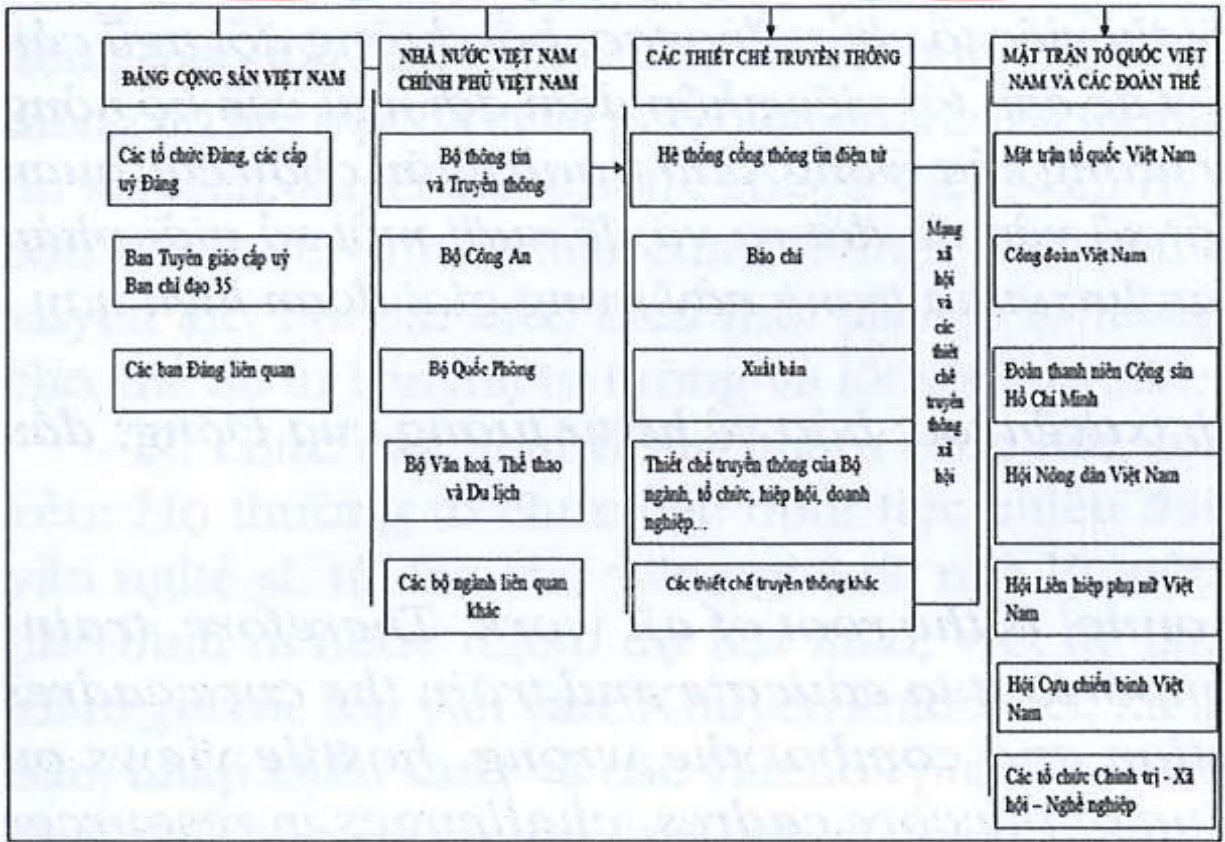 ĐẢNG CỘNG SẢN VIỆT NAM
NHÀ NƯỚC VIỆT NAM
CHÍNH PHỦ VIỆT NAM
CÁC THIẾT CHẾ TRUYỀN THÔNG
MẶT TRẬN TỔ QUỐC VIỆT
NAM VÀ CÁC ĐOÀN THỂ
Các tổ chức Đảng, các cấp
uỷ Đảng
Ban Tuyên giáo cấp uỷ
Ban chỉ đạo 35
Các ban Đảng liên quan
Bộ thông tin
và Truyền thông
Bộ Công An
Bộ Quốc Phòng
Bộ Văn hoá, Thể thao
và Du lịch
Các bộ ngành liên quan
khác
Hệ thống cổng thông tin điện tử
Báo chí
Xuất bản
Thiết chế truyền thông của Bộ
ngành, tổ chức, hiệp hội, doanh
nghiệp...
Các thiết chế truyền thông khác
Mạng
xã
hội
và
các
thiết
chế
truyền
thông
xã
hội
Mặt trận tổ quốc Việt Nam
Công đoàn Việt Nam
Đoàn thanh niên Cộng sản
Hồ Chí Minh
Hội Nông dân Việt Nam
Hội Liên hiệp phụ nữ Việt
Nam
Hội Cựu chiến binh Việt
Nam
Các tổ chức Chính trị - Xã
hội – Nghề nghiệp